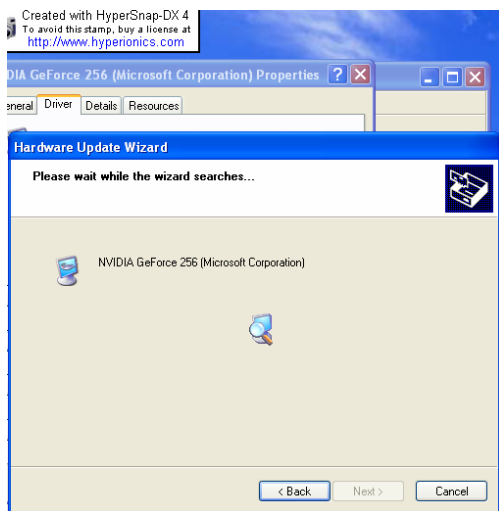 Created with HyperSnap-DX 4
To avoid this stamp, buy a license at
http://www.hyperionics.com
DIA GeForce 256 (Microsoft Corporation) Properties
eneral Driver Details Resources
Hardware Update Wizard
Please wait while the wizard searches...
NVIDIA GeForce 256 (Microsoft Corporation)
< Back Next > Cancel